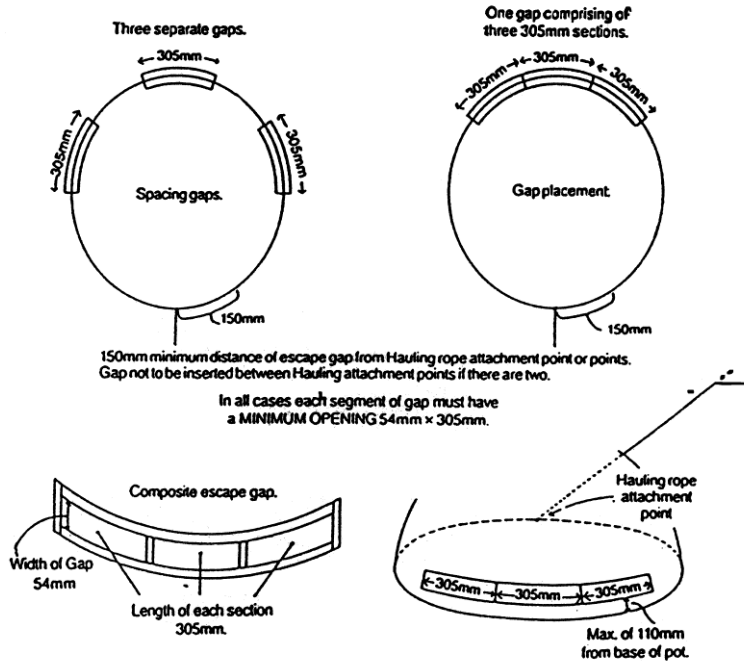 Three separate gaps.
305mm
305mm
305mm
Spacing gaps.
150mm
One gap comprising of
three 305mm sections.
305mm
305mm
305mm
Gap placement.
150mm
150mm minimum distance of escape gap from Hauling rope attachment point or points.
Gap not to be inserted between Hauling attachment points if there are two.
In all cases each segment of gap must have
a MINIMUM OPENING 54mm × 305mm.
Composite escape gap.
Width of Gap
54mm
Length of each section
305mm.
Hauling rope
attachment
point
305mm
305mm
305mm
Max. of 110mm
from base of pot.